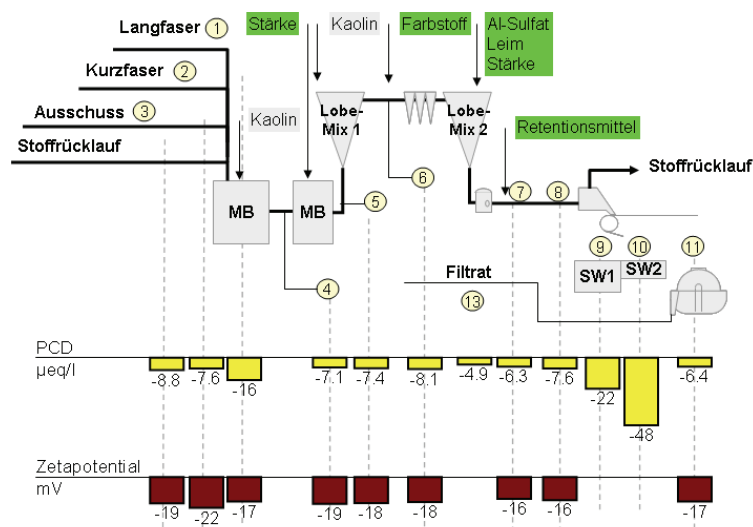 Langfaser 1
Kurzfaser 2
Ausschuss 3
Stoffrücklauf
Stärke
Kaolin
Farbstoff
Al-Sulfat
Leim
Stärke
Kaolin
Lobe-
Mix 1
Lobe-
Mix 2
Retentionsmittel
Stoffrücklauf
MB
MB
4
5
6
7
8
9
10
11
SW1
SW2
Filtrat
13
PCD
µeq/l
-8.8
-7.6
-16
-7.1
-7.4
-8.1
-4.9
-6.3
-7.6
-22
-48
-6.4
Zetapotential
mV
-19
-22
-17
-19
-18
-18
-16
-16
-17